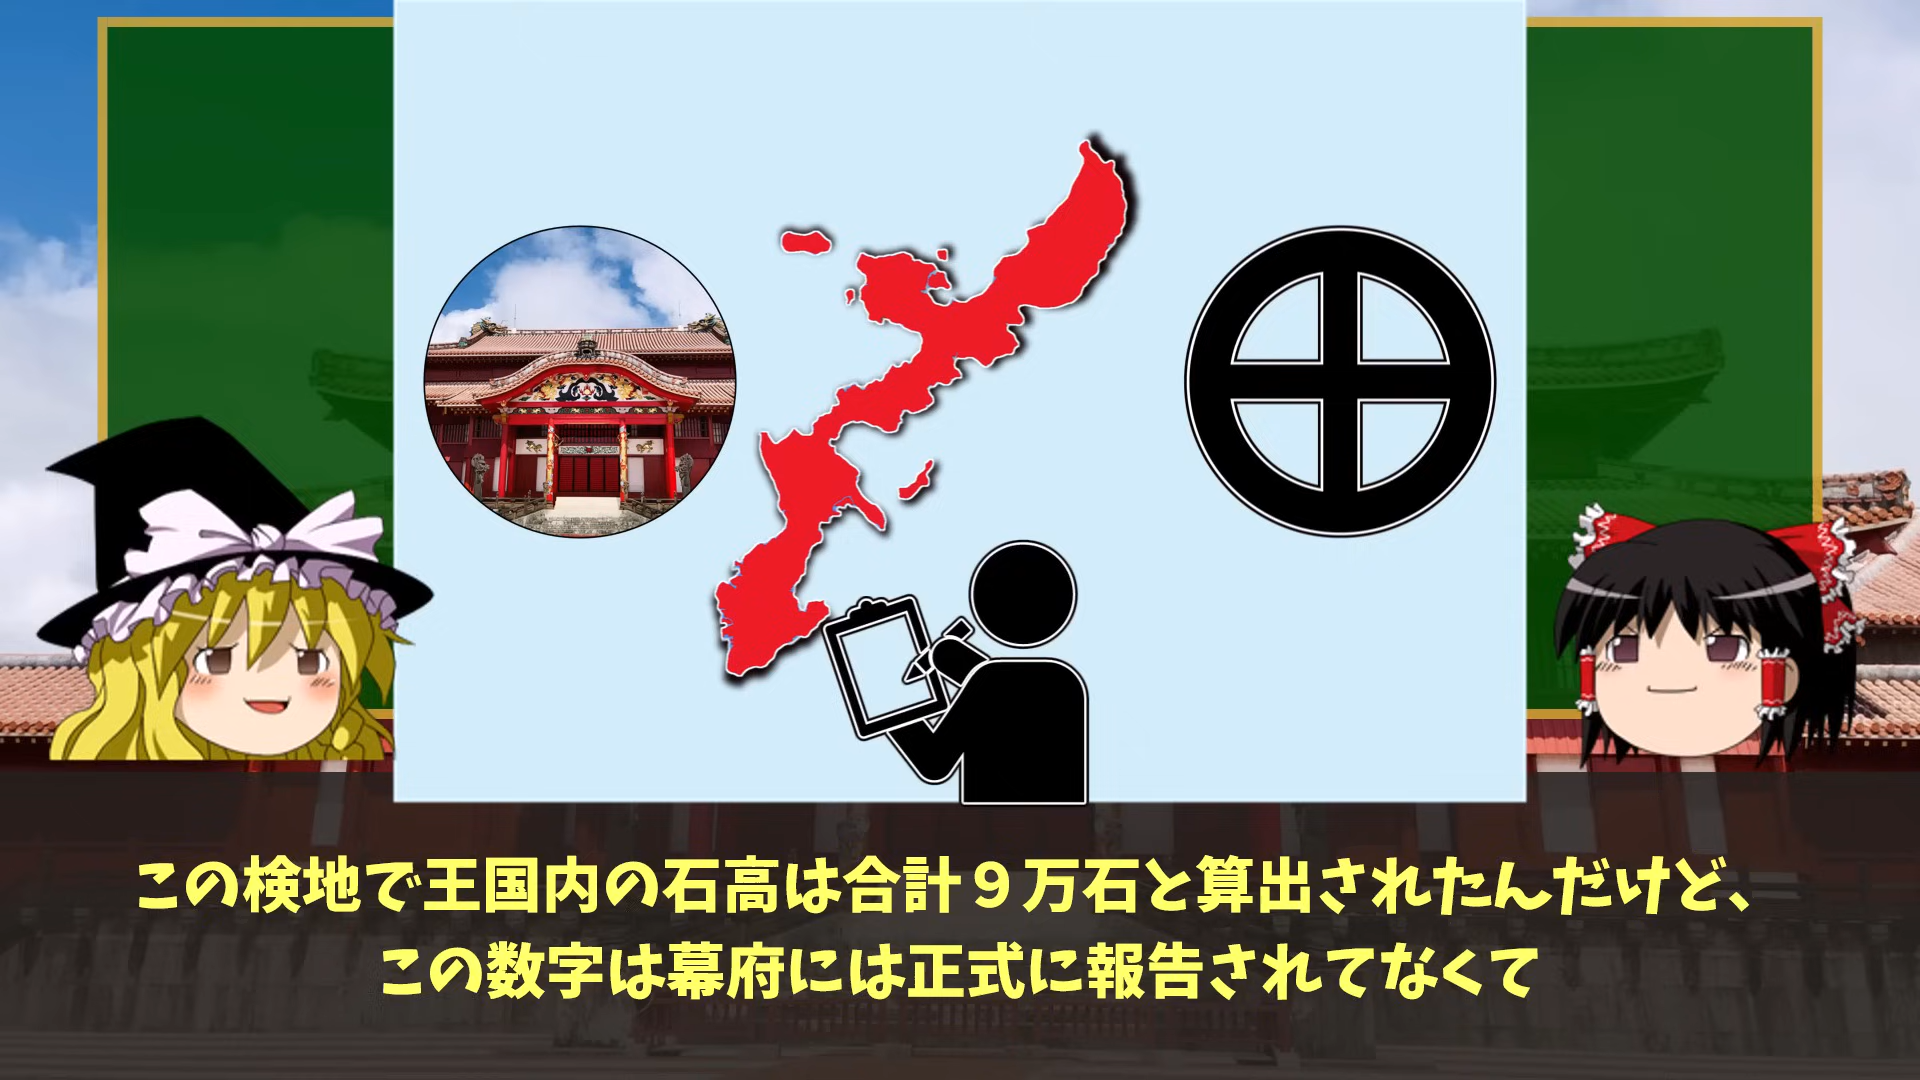 この検地で王国内の石高は合計９万石と算出されたんだけど、
この数字は幕府には正式に報告されてなくて